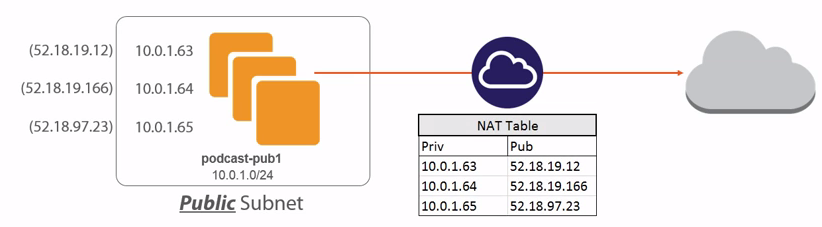 (52.18.19.12) 10.0.1.63
(52.18.19.166) 10.0.1.64
(52.18.97.23) 10.0.1.65
podcast-pub1
10.0.1.0/24
Public Subnet
NAT Table
Priv Pub
10.0.1.63 52.18.19.12
10.0.1.64 52.18.19.166
10.0.1.65 52.18.97.23